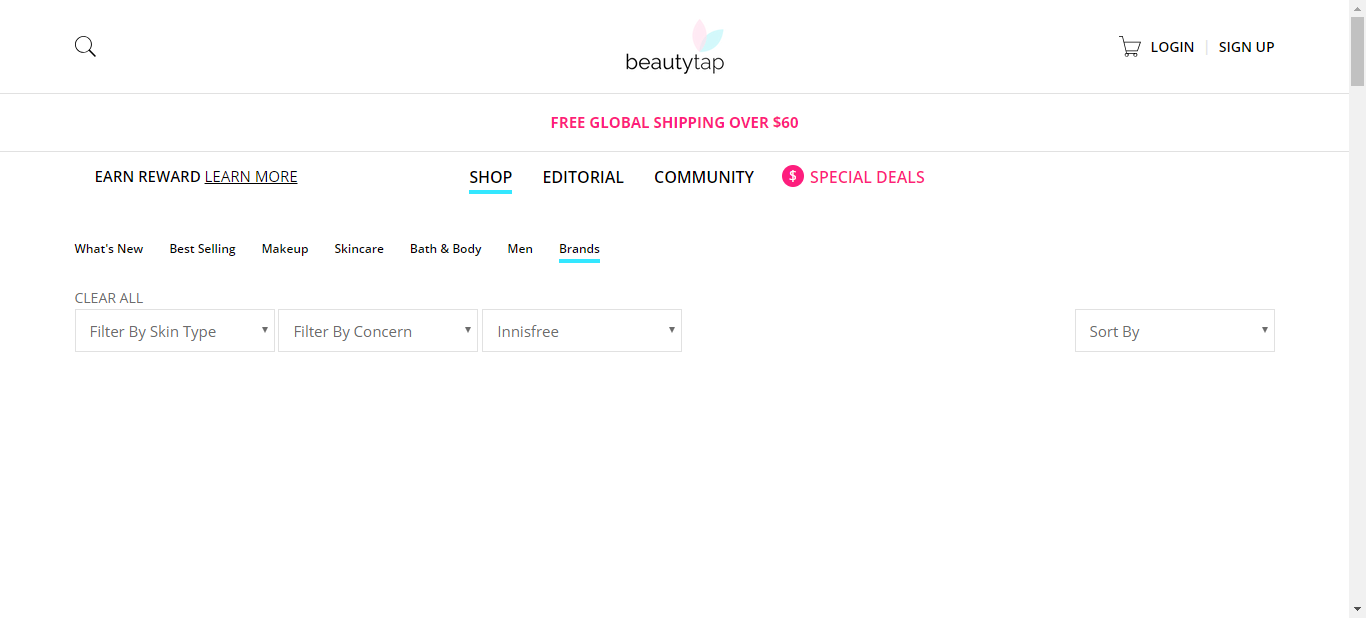 beautytap
LOGIN SIGN UP
FREE GLOBAL SHIPPING OVER $60
EARN REWARD LEARN MORE SHOP EDITORIAL COMMUNITY $ SPECIAL DEALS
What's New Best Selling Makeup Skincare Bath & Body Men Brands
CLEAR ALL
Filter By Skin Type Filter By Concern Innisfree Sort By